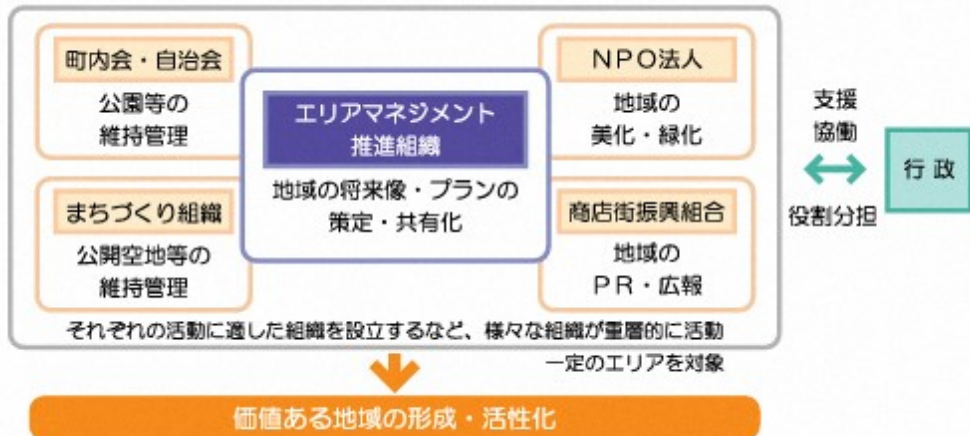 町内会・自治会
公園等の
維持管理
エリアマネジメント
推進組織
地域の将来像・プランの
策定・共有化
NPO法人
地域の
美化・緑化
まちづくり組織
公開空地等の
維持管理
商店街振興組合
地域の
PR・広報
それぞれの活動に適した組織を設立するなど、様々な組織が重層的に活動
一定のエリアを対象
支援
協働
役割分担
行政
価値ある地域の形成・活性化